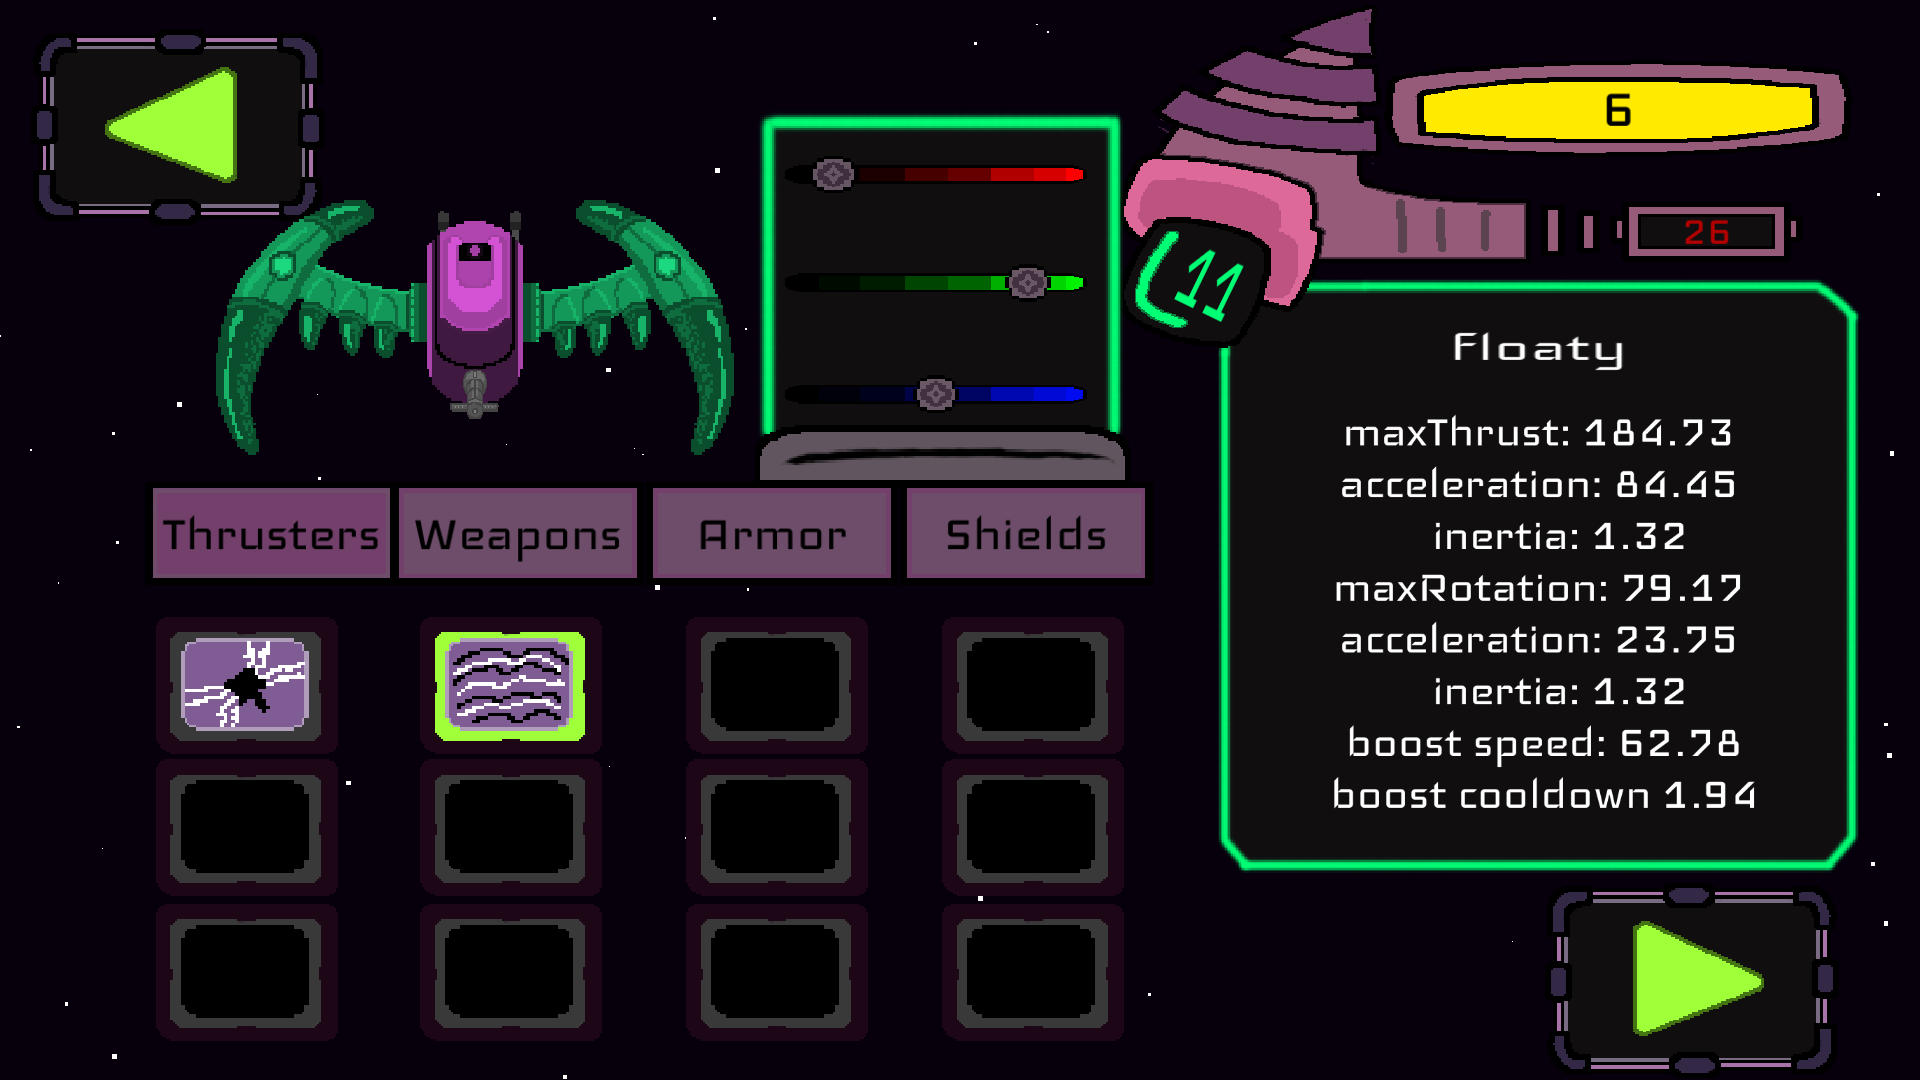 6
26
11
Floaty
maxThrust: 184.73
acceleration: 84.45
inertia: 1.32
maxRotation: 79.17
acceleration: 23.75
inertia: 1.32
boost speed: 62.78
boost cooldown 1.94
Thrusters
Weapons
Armor
Shields